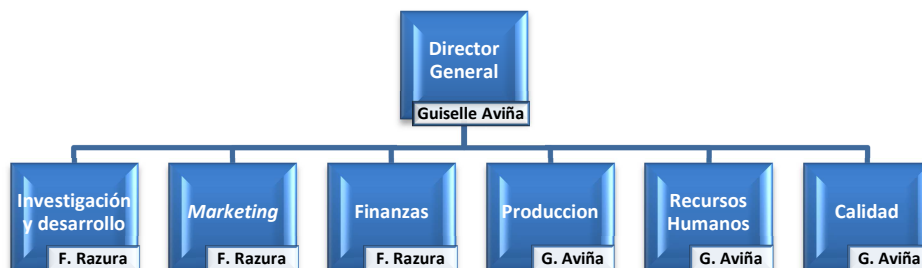 Director
General
Guiselle Aviña
Investigación
y desarrollo
F. Razura
Marketing
F. Razura
Finanzas
F. Razura
Produccion
G. Aviña
Recursos
Humanos
G. Aviña
Calidad
G. Aviña